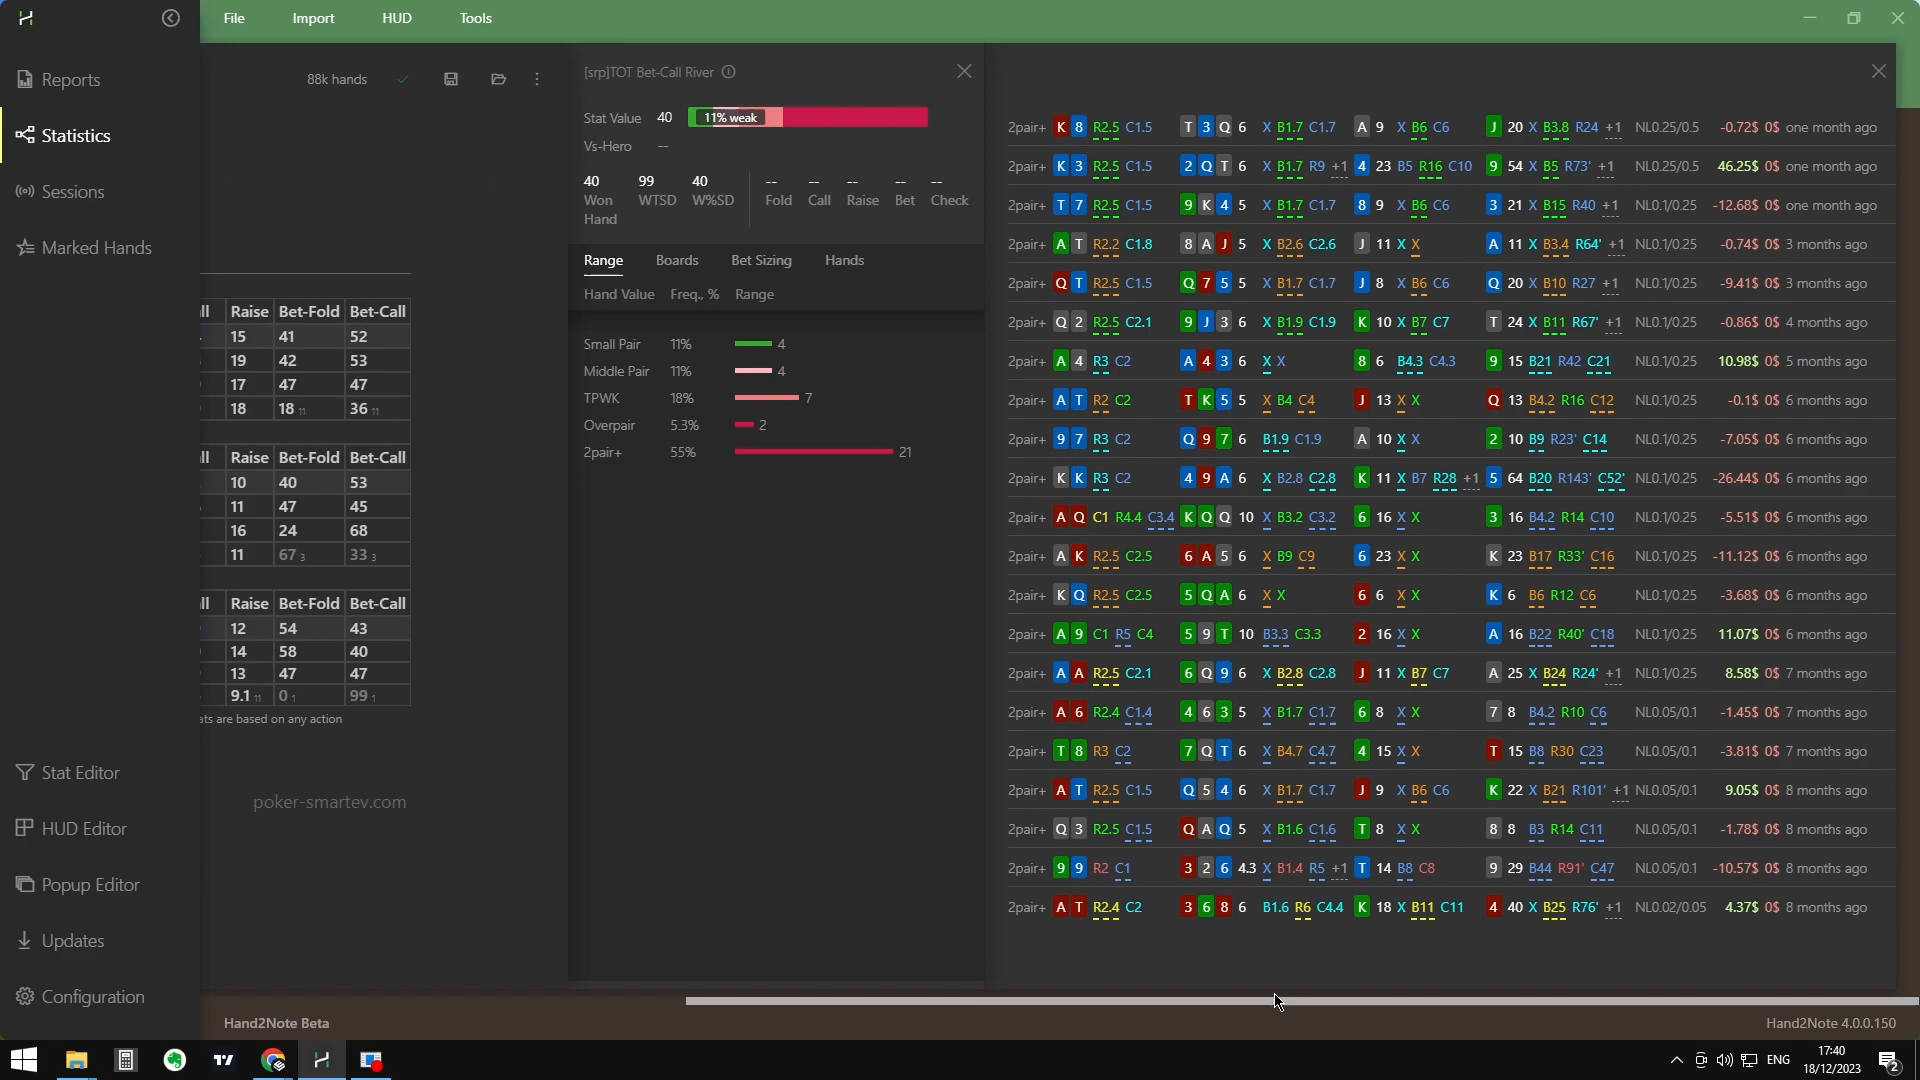 File Import HUD Tools
Reports
Statistics
Sessions
Marked Hands
Stat Editor
HUD Editor
Popup Editor
Updates
Configuration
88k hands
ll Raise Bet-Fold Bet-Call
15 41 52
19 42 53
17 47 47
18 18 11 36 11
ll Raise Bet-Fold Bet-Call
10 40 53
11 47 45
16 24 68
11 67 3 33 3
ll Raise Bet-Fold Bet-Call
12 54 43
14 58 40
13 47 47
9.1 11 0 1 99 1
ats are based on any action
poker-smartev.com
[srp]TOT Bet-Call River
Stat Value 40 11% weak
Vs-Hero --
40 99 40 -- -- -- -- --
Won Hand WTSD W%SD Fold Call Raise Bet Check
Range Boards Bet Sizing Hands
Hand Value Freq., % Range
Small Pair 11% 4
Middle Pair 11% 4
TPWK 18% 7
Overpair 5.3% 2
2pair+ 55% 21
2pair+ K 8 R2.5 C1.5 T 3 Q 6 X B1.7 C1.7 A 9 X B6 C6 J 20 X B3.8 R24 +1 NL0.25/0.5 -0.72$ 0$ one month ago
2pair+ K 3 R2.5 C1.5 2 Q T 6 X B1.7 R9 +1 4 23 B5 R16 C10 9 54 X B5 R73' +1 NL0.25/0.5 46.25$ 0$ one month ago
2pair+ T 7 R2.5 C1.5 9 K 4 5 X B1.7 C1.7 8 9 X B6 C6 3 21 X B15 R40 +1 NL0.1/0.25 -12.68$ 0$ one month ago
2pair+ A T R2.2 C1.8 8 A J 5 X B2.6 C2.6 J 11 X X A 11 X B3.4 R64' +1 NL0.1/0.25 -0.74$ 0$ 3 months ago
2pair+ Q T R2.5 C1.5 Q 7 5 5 X B1.7 C1.7 J 8 X B6 C6 Q 20 X B10 R27 +1 NL0.1/0.25 -9.41$ 0$ 3 months ago
2pair+ Q 2 R2.5 C2.1 9 J 3 6 X B1.9 C1.9 K 10 X B7 C7 T 24 X B11 R67' +1 NL0.1/0.25 -0.86$ 0$ 4 months ago
2pair+ A 4 R3 C2 A 4 3 6 X X 8 6 B4.3 C4.3 9 15 B21 R42 C21 NL0.1/0.25 10.98$ 0$ 5 months ago
2pair+ A T R2 C2 T K 5 5 X B4 C4 J 13 X X Q 13 B4.2 R16 C12 NL0.1/0.25 -0.1$ 0$ 6 months ago
2pair+ 9 7 R3 C2 Q 9 7 6 B1.9 C1.9 A 10 X X 2 10 B9 R23' C14 NL0.1/0.25 -7.05$ 0$ 6 months ago
2pair+ K K R3 C2 4 9 A 6 X B2.8 C2.8 K 11 X B7 R28 +1 5 64 B20 R143' C52' NL0.1/0.25 -26.44$ 0$ 6 months ago
2pair+ A Q C1 R4.4 C3.4 K Q Q 10 X B3.2 C3.2 6 16 X X 3 16 B4.2 R14 C10 NL0.1/0.25 -5.51$ 0$ 6 months ago
2pair+ A K R2.5 C2.5 6 A 5 6 X B9 C9 6 23 X X K 23 B17 R33' C16 NL0.1/0.25 -11.12$ 0$ 6 months ago
2pair+ K Q R2.5 C2.5 5 Q A 6 X X 6 6 X X K 6 B6 R12 C6 NL0.1/0.25 -3.68$ 0$ 6 months ago
2pair+ A 9 C1 R5 C4 5 9 T 10 B3.3 C3.3 2 16 X X A 16 B22 R40' C18 NL0.1/0.25 11.07$ 0$ 6 months ago
2pair+ A A R2.5 C2.1 6 Q 9 6 X B2.8 C2.8 J 11 X B7 C7 A 25 X B24 R24' +1 NL0.1/0.25 8.58$ 0$ 7 months ago
2pair+ A 6 R2.4 C1.4 4 6 3 5 X B1.7 C1.7 6 8 X X 7 8 B4.2 R10 C6 NL0.05/0.1 -1.45$ 0$ 7 months ago
2pair+ T 8 R3 C2 7 Q T 6 X B4.7 C4.7 4 15 X X T 15 B8 R30 C23 NL0.05/0.1 -3.81$ 0$ 7 months ago
2pair+ A T R2.5 C1.5 Q 5 4 6 X B1.7 C1.7 J 9 X B6 C6 K 22 X B21 R101' +1 NL0.05/0.1 9.05$ 0$ 8 months ago
2pair+ Q 3 R2.5 C1.5 Q A Q 5 X B1.6 C1.6 T 8 X X 8 8 B3 R14 C11 NL0.05/0.1 -1.78$ 0$ 8 months ago
2pair+ 9 9 R2 C1 3 2 6 4.3 X B1.4 R5 +1 T 14 B8 C8 9 29 B44 R91' C47 NL0.05/0.1 -10.57$ 0$ 8 months ago
2pair+ A T R2.4 C2 3 6 8 6 B1.6 R6 C4.4 K 18 X B11 C11 4 40 X B25 R76' +1 NL0.02/0.05 4.37$ 0$ 8 months ago
Hand2Note Beta
Hand2Note 4.0.0.150
ENG
17:40
18/12/2023
2